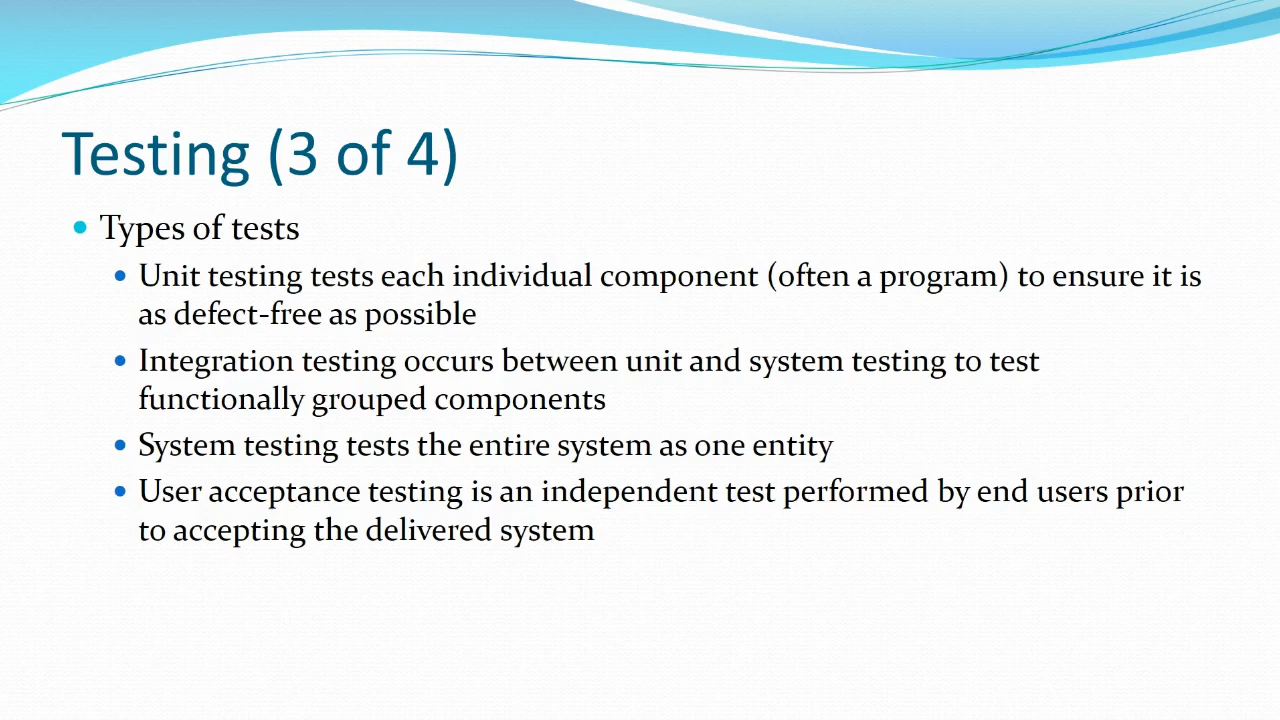 Testing (3 of 4)
Types of tests
Unit testing tests each individual component (often a program) to ensure it is
as defect-free as possible
Integration testing occurs between unit and system testing to test
functionally grouped components
System testing tests the entire system as one entity
User acceptance testing is an independent test performed by end users prior
to accepting the delivered system